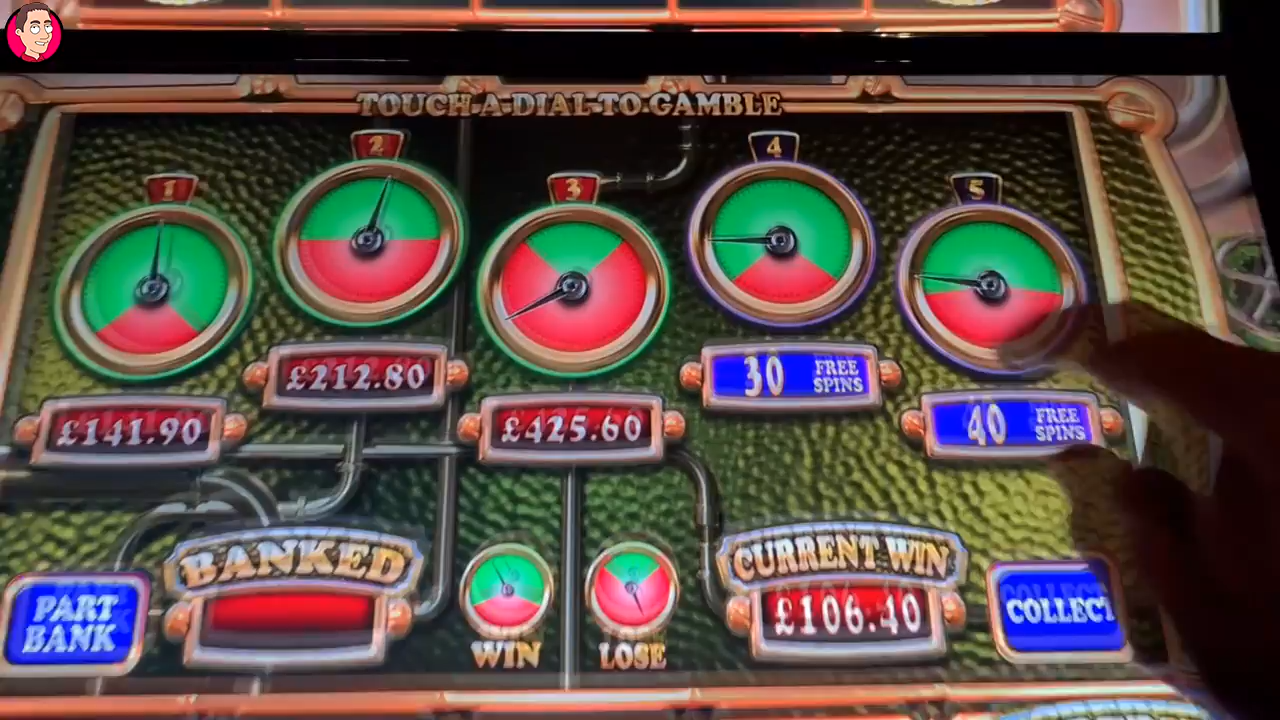 TOUCH-A-DIAL-TO-GAMBLE
1
2
3
4
5
£141.90
£212.80
£425.60
30 FREE
SPINS
40 FREE
SPINS
BANKED
CURRENT WIN
£106.40
PART
BANK
WIN
LOSE
COLLECT